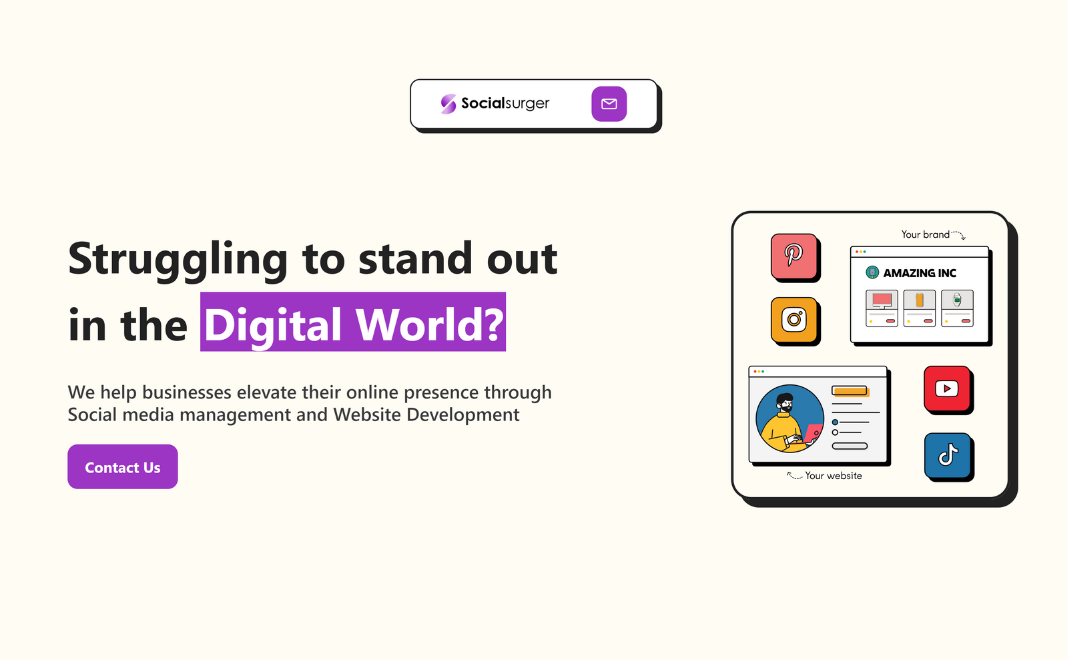 Socialsurger
Struggling to stand out
in the Digital World?
We help businesses elevate their online presence through
Social media management and Website Development
Contact Us
Your brand
AMAZING INC
Your website